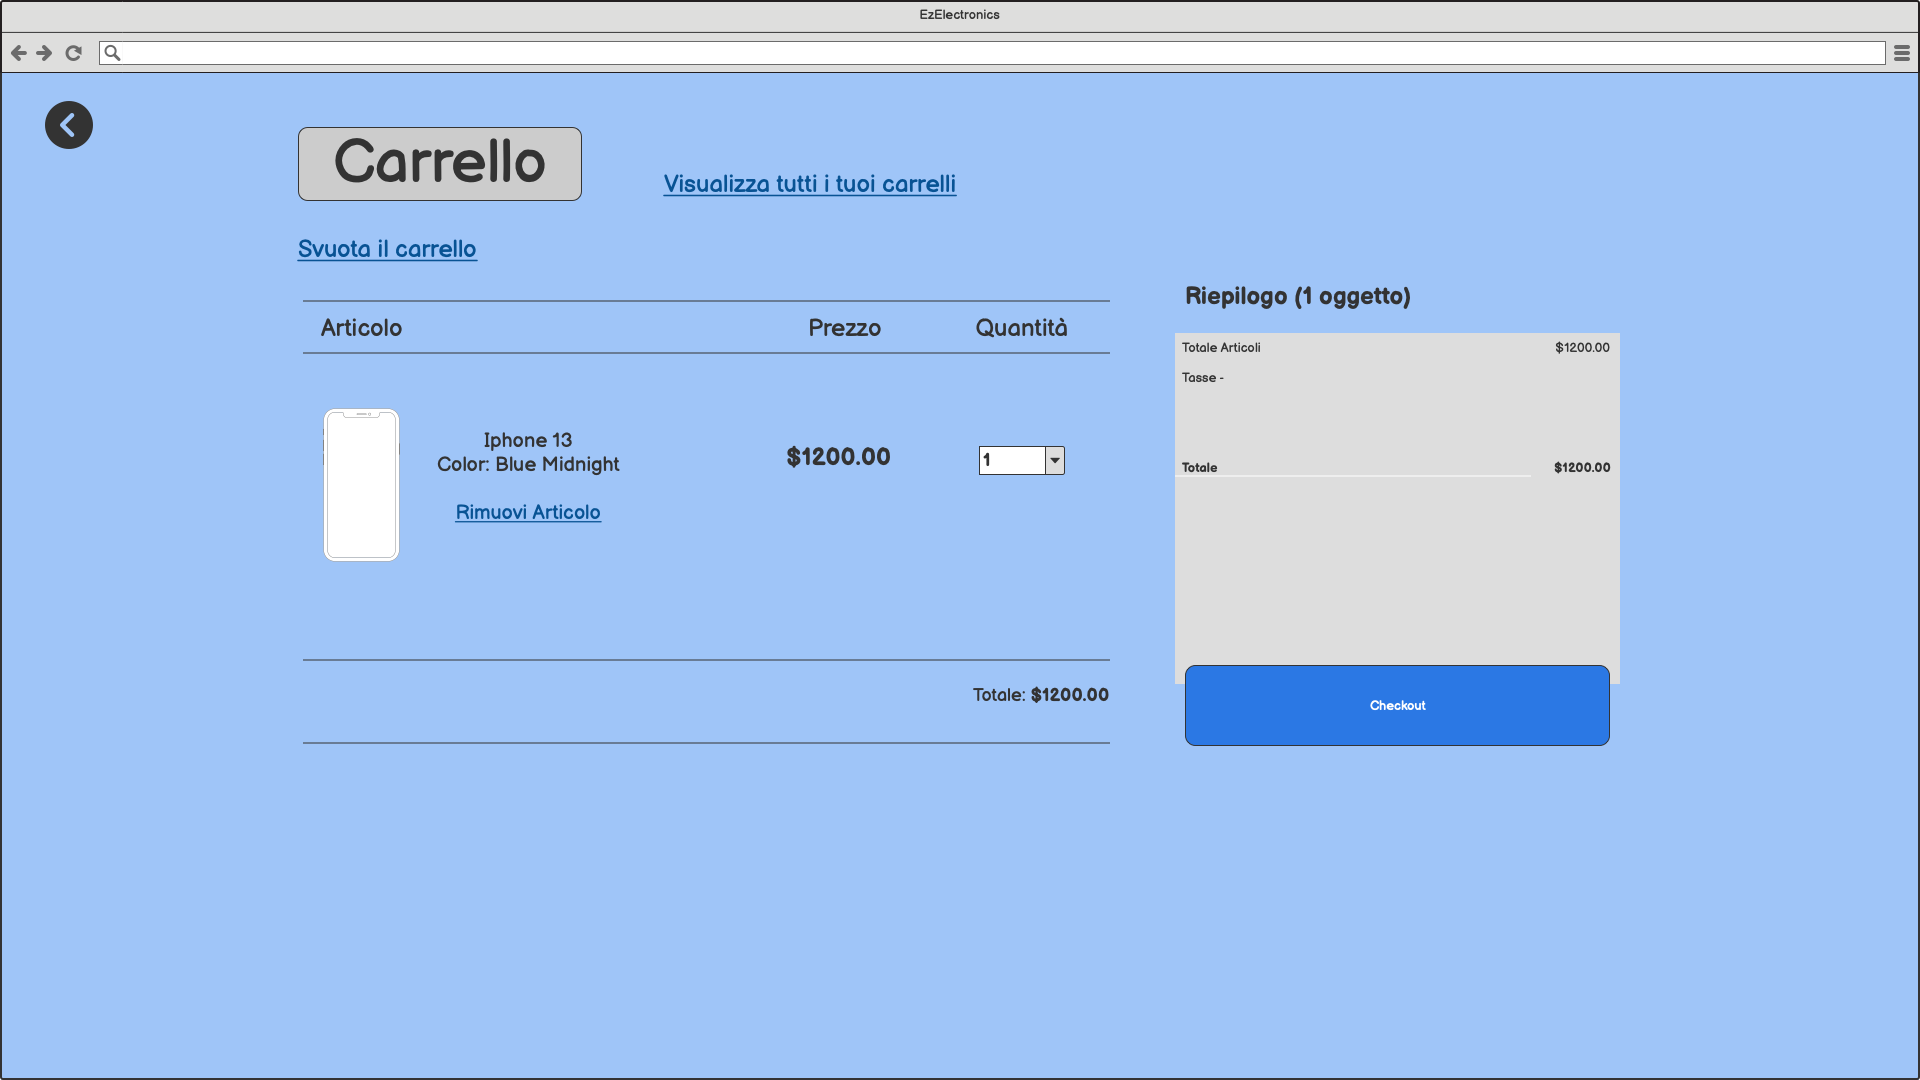 EzElectronics
Carrello
Visualizza tutti i tuoi carrelli
Svuota il carrello
Articolo Prezzo Quantità
Iphone 13
Color: Blue Midnight
Rimuovi Articolo
$1200.00
1
Totale: $1200.00
Riepilogo (1 oggetto)
Totale Articoli $1200.00
Tasse -
Totale $1200.00
Checkout